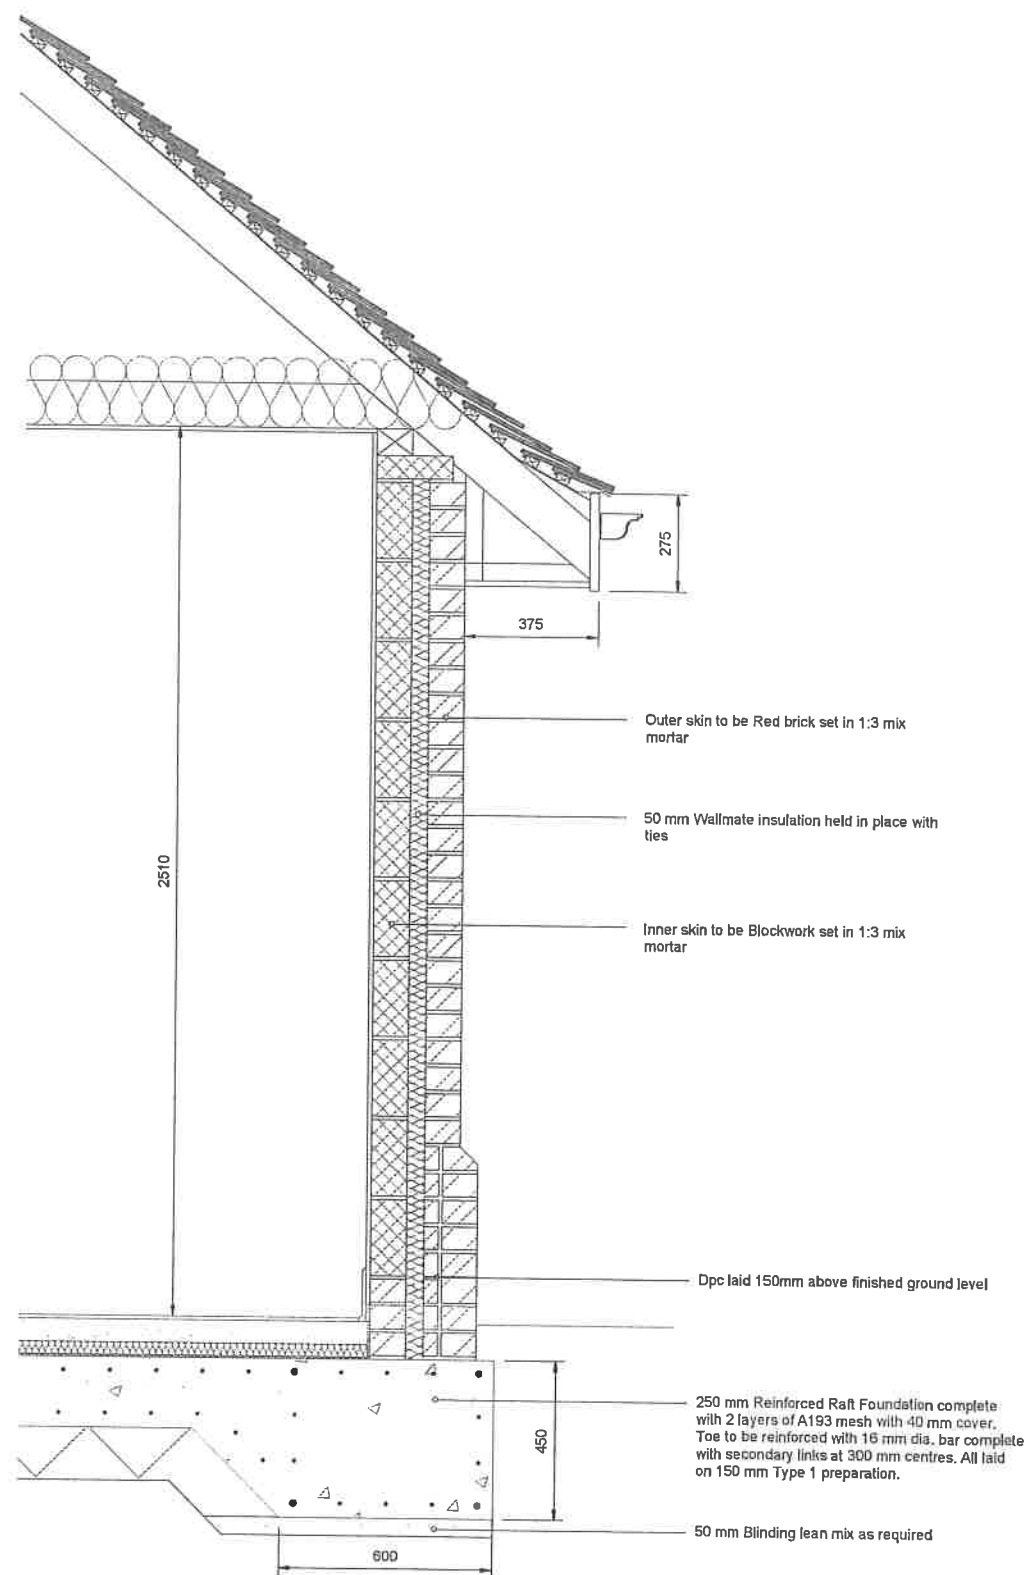 275
375
Outer skin to be Red brick set in 1:3 mix
mortar
50 mm Wallmate insulation held in place with
ties
2510
Inner skin to be Blockwork set in 1:3 mix
mortar
Dpc laid 150mm above finished ground level
250 mm Reinforced Raft Foundation complete
with 2 layers of A193 mesh with 40 mm cover.
Toe to be reinforced with 16 mm dia. bar complete
with secondary links at 300 mm centres. All laid
on 150 mm Type 1 preparation.
450
50 mm Blinding lean mix as required
600